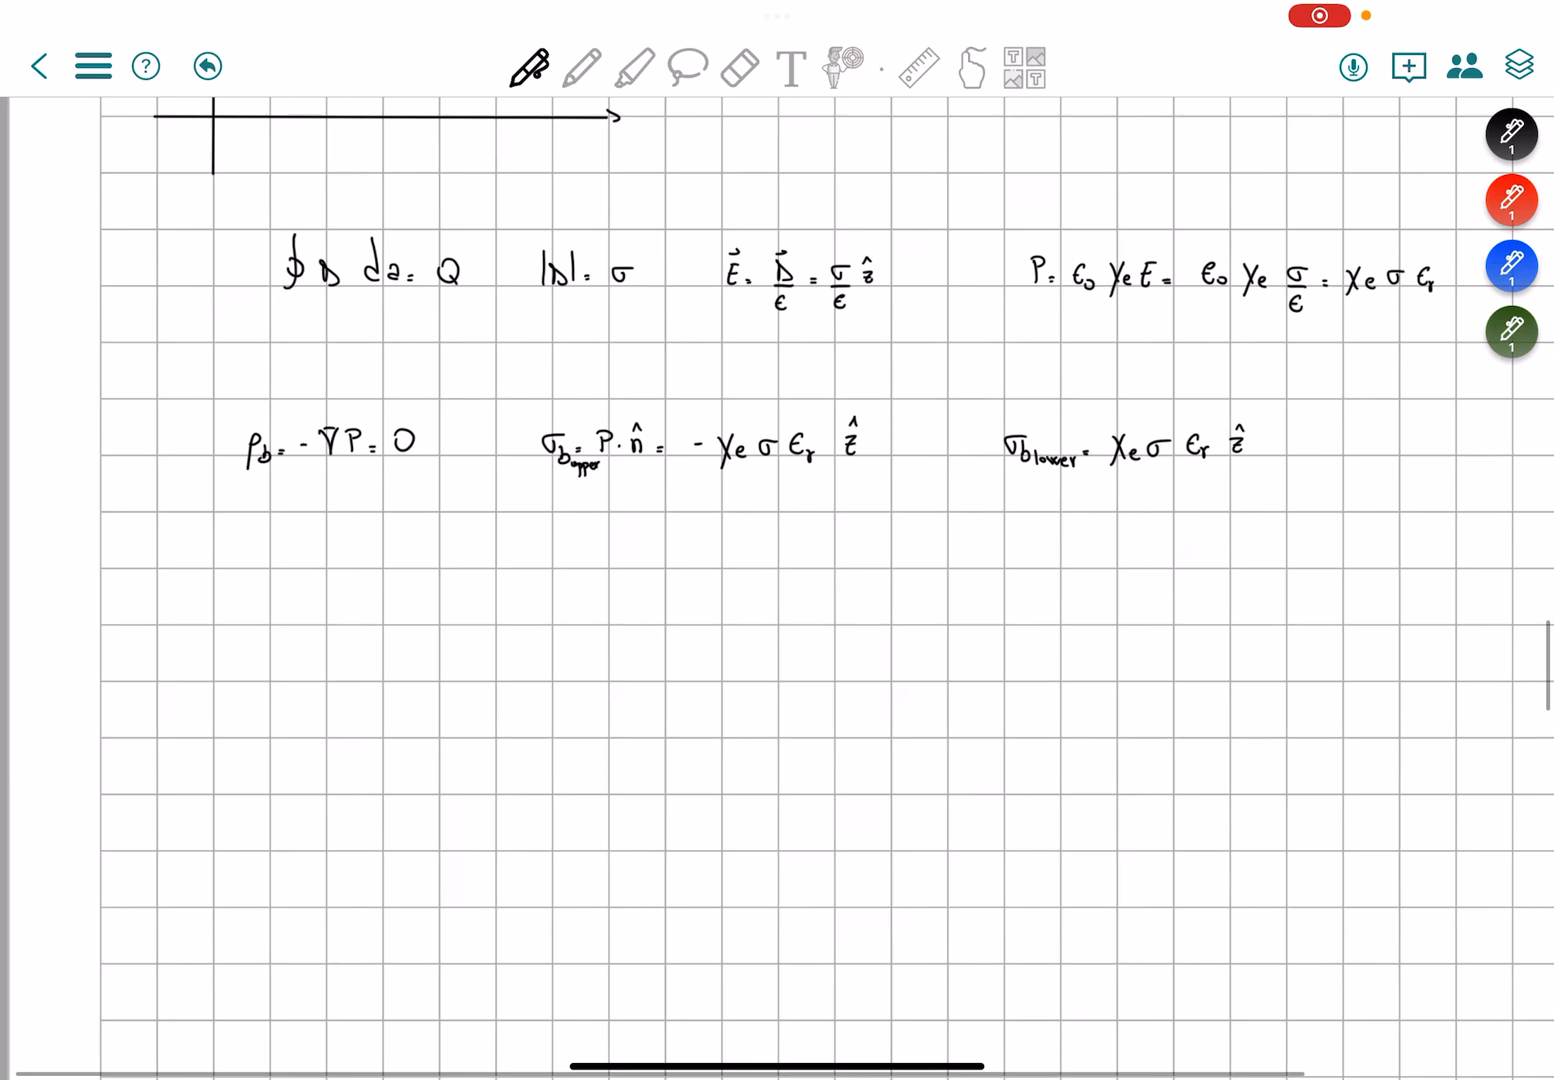 ∮ D da = Q   |D| = σ   E⃗ = D⃗/ϵ = σ/ϵ ẑ   P = ϵ₀ χe E = ϵ₀ χe σ/ϵ = χe σ ϵr
ρb = - ∇P = 0   σb upper = P · n̂ = - χe σ ϵr ẑ   σb lower = χe σ ϵr ẑ